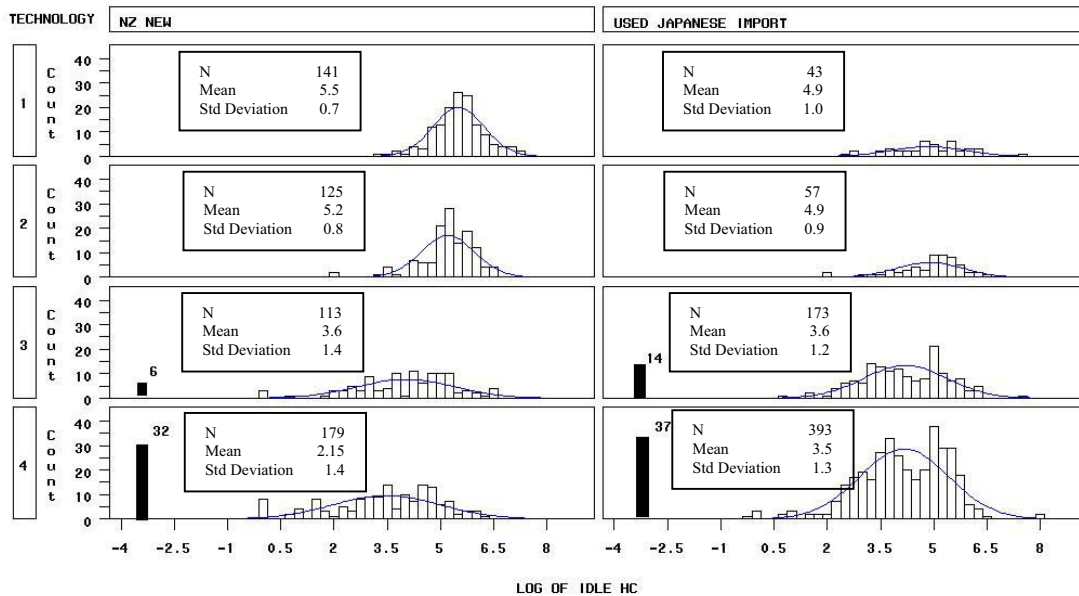 TECHNOLOGY
NZ NEW
USED JAPANESE IMPORT
1
Count
40
30
20
10
0
N 141
Mean 5.5
Std Deviation 0.7
N 43
Mean 4.9
Std Deviation 1.0
2
Count
40
30
20
10
0
N 125
Mean 5.2
Std Deviation 0.8
N 57
Mean 4.9
Std Deviation 0.9
3
Count
40
30
20
10
0
6
N 113
Mean 3.6
Std Deviation 1.4
14
N 173
Mean 3.6
Std Deviation 1.2
4
Count
40
30
20
10
0
32
N 179
Mean 2.15
Std Deviation 1.4
37
N 393
Mean 3.5
Std Deviation 1.3
-4 -2.5 -1 0.5 2 3.5 5 6.5 8
-4 -2.5 -1 0.5 2 3.5 5 6.5 8
LOG OF IDLE HC